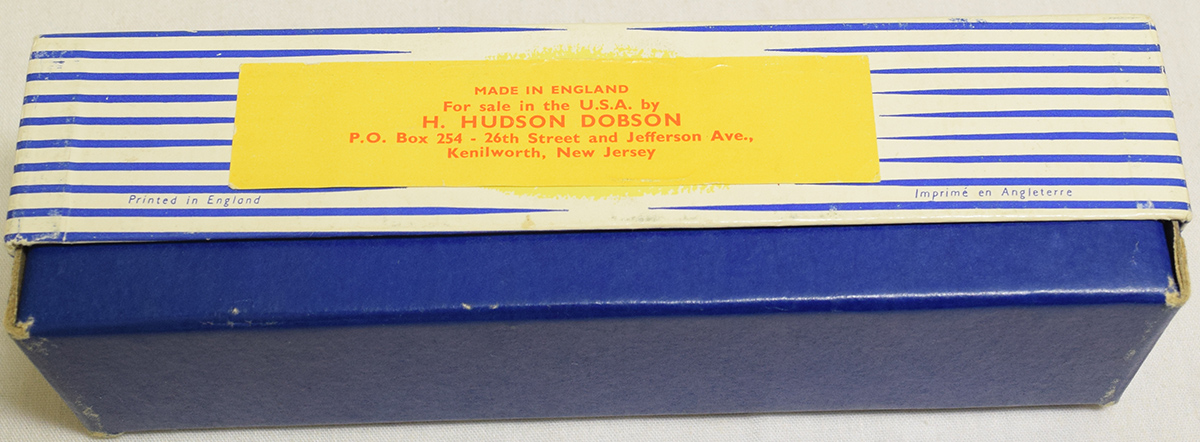 MADE IN ENGLAND
For sale in the U.S.A. by
H. HUDSON DOBSON
P.O. Box 254 - 26th Street and Jefferson Ave.,
Kenilworth, New Jersey
Printed in England
Imprimé en Angleterre